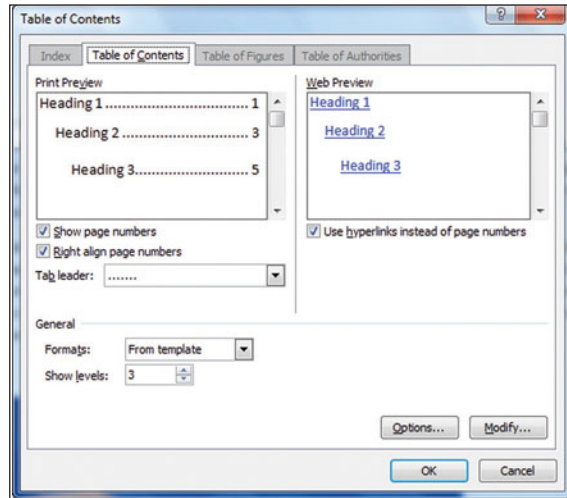 Table of Contents
Index
Table of Contents
Table of Figures
Table of Authorities
Print Preview
Heading 1.................................. 1
Heading 2........................... 3
Heading 3........................ 5
Show page numbers
Right align page numbers
Tab leader: .......
Web Preview
Heading 1
Heading 2
Heading 3
Use hyperlinks instead of page numbers
General
Formats: From template
Show levels: 3
Options... Modify...
OK Cancel